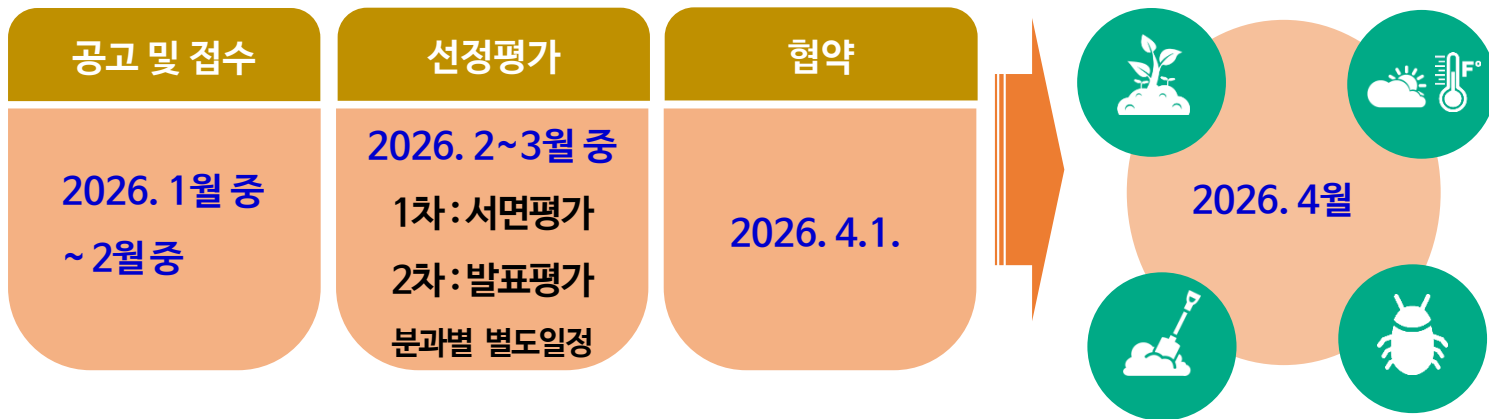 공고 및 접수
2026. 1월 중
~ 2월 중
선정평가
2026. 2~3월 중
1차 : 서면평가
2차 : 발표평가
분과별 별도일정
협약
2026. 4.1.
2026. 4월
F°